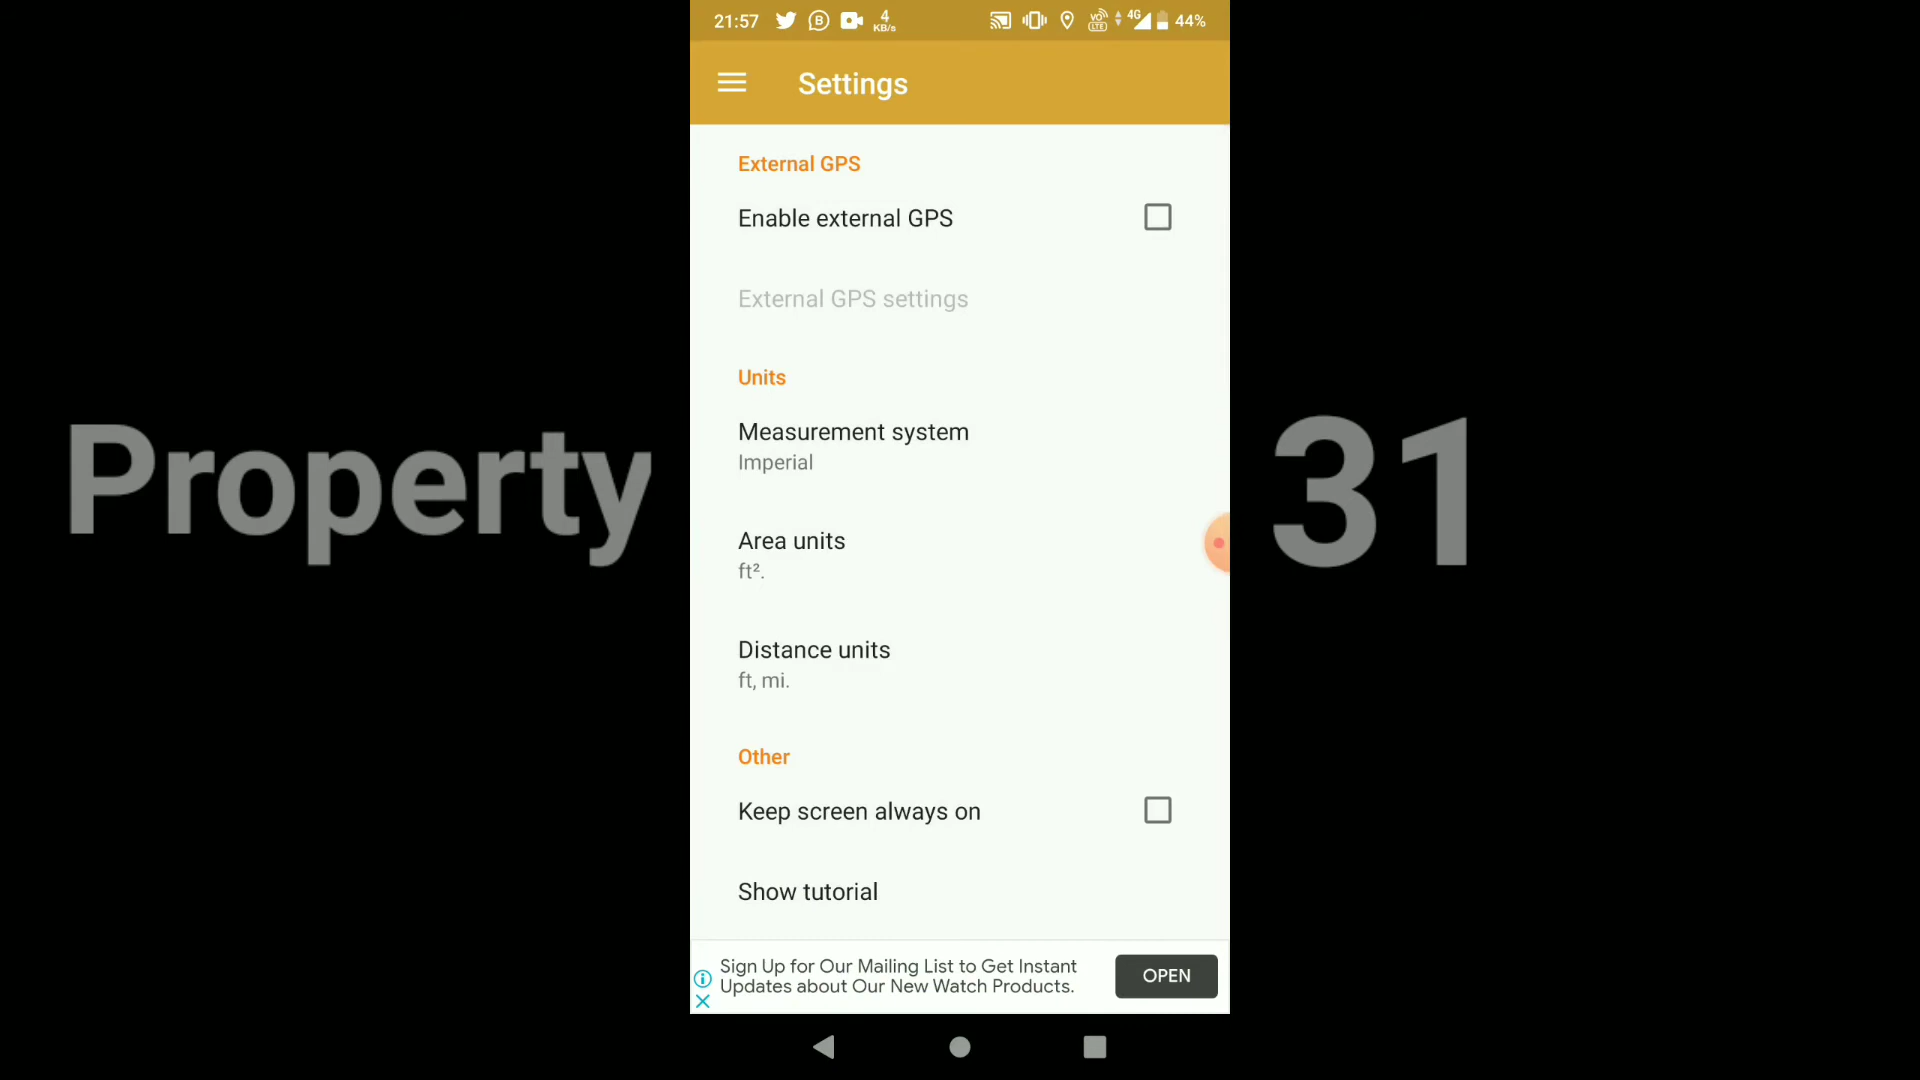 21:57 4 KB/s VO LTE 4G 44%
Settings
External GPS
Enable external GPS
External GPS settings
Units
Measurement system
Imperial
Property 31
Area units
ft².
Distance units
ft, mi.
Other
Keep screen always on
Show tutorial
Sign Up for Our Mailing List to Get Instant
Updates about Our New Watch Products.
OPEN